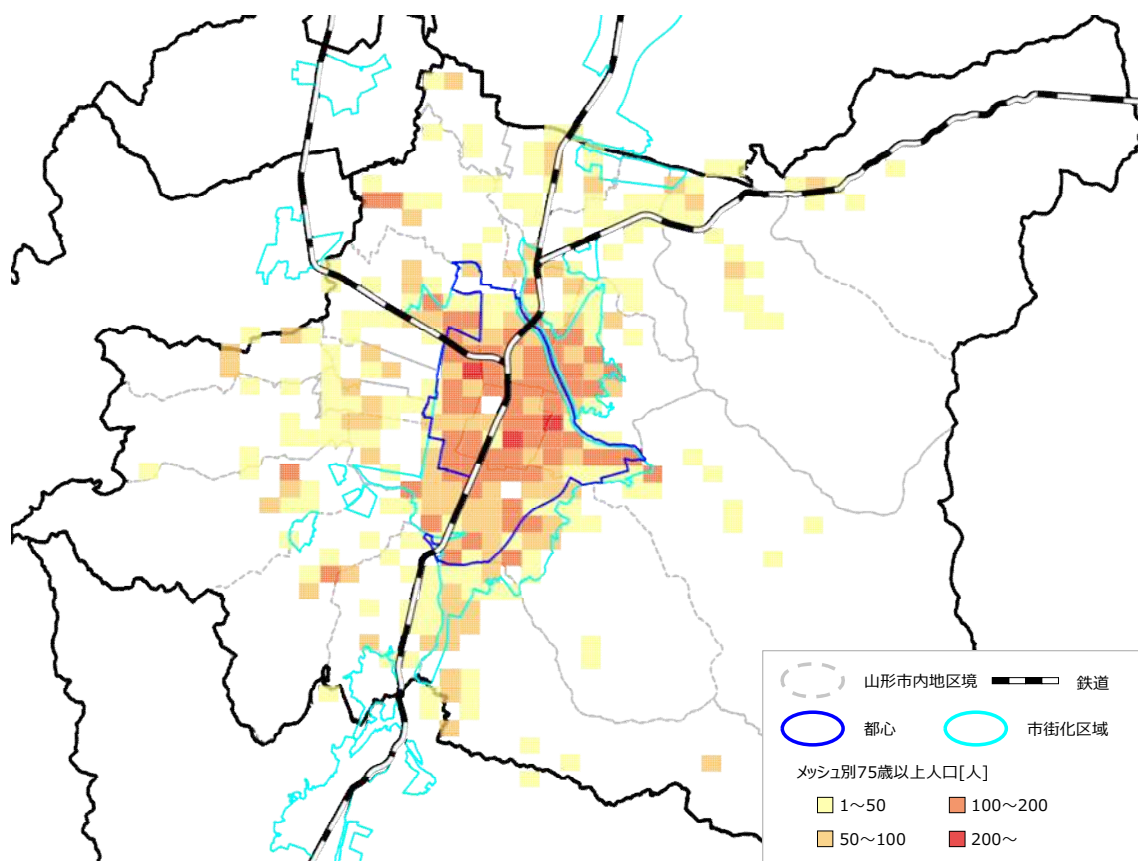 山形市内地区境 鉄道
都心 市街化区域
メッシュ別75歳以上人口[人]
1～50 100～200
50～100 200～